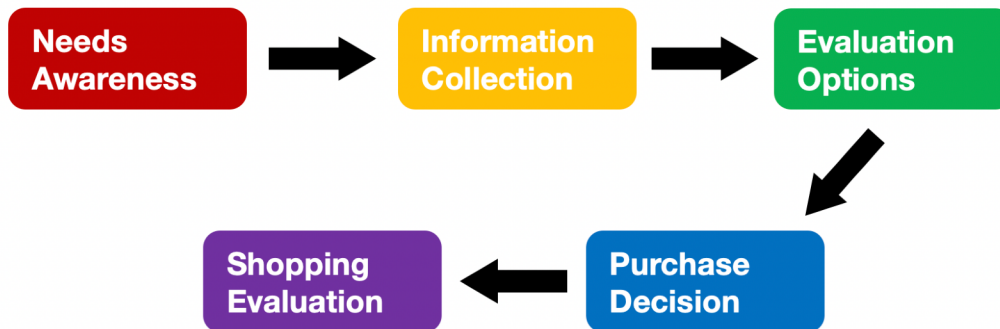 Needs
Awareness
Information
Collection
Evaluation
Options
Purchase
Decision
Shopping
Evaluation